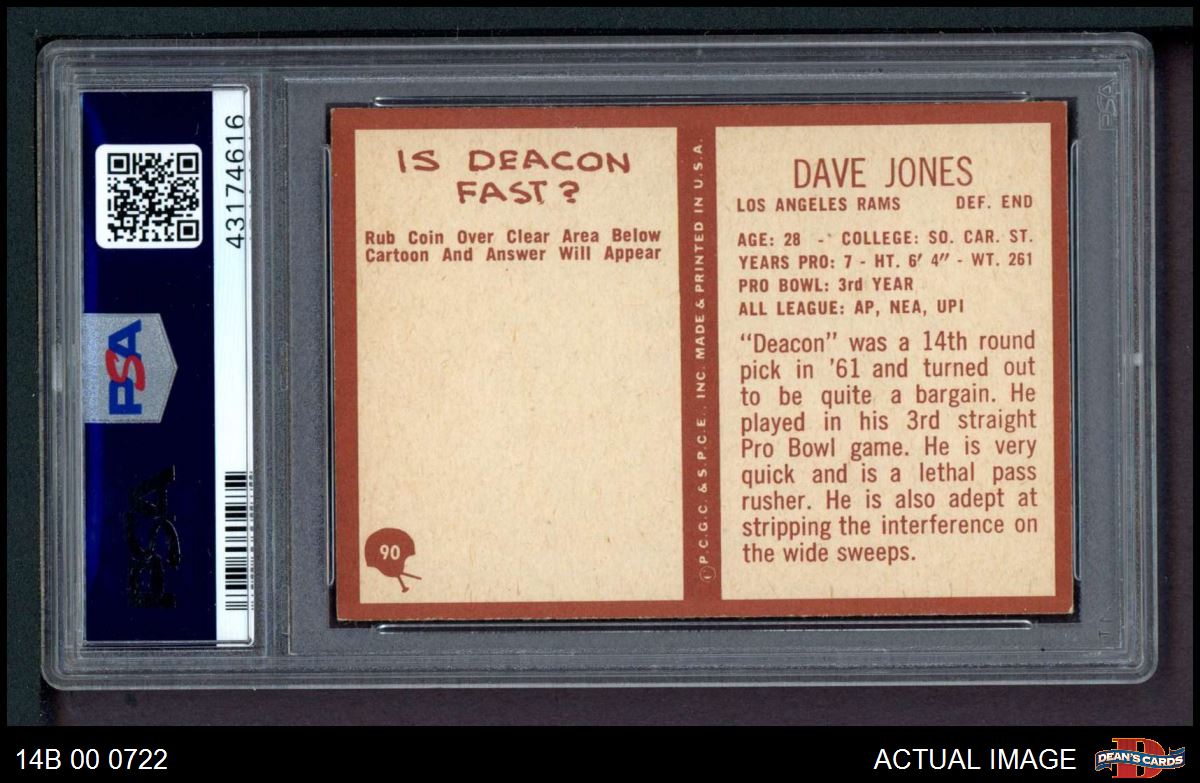 43174616
PSA
PSA
PSA
IS DEACON
FAST?
Rub Coin Over Clear Area Below
Cartoon And Answer Will Appear
90
© P.C.G.C. & S.P.C.E., INC. MADE & PRINTED IN U.S.A.
DAVE JONES
LOS ANGELES RAMS DEF. END
AGE: 28 - COLLEGE: SO. CAR. ST.
YEARS PRO: 7 - HT. 6′ 4″ - WT. 261
PRO BOWL: 3rd YEAR
ALL LEAGUE: AP, NEA, UPI
"Deacon" was a 14th round
pick in '61 and turned out
to be quite a bargain. He
played in his 3rd straight
Pro Bowl game. He is very
quick and is a lethal pass
rusher. He is also adept at
stripping the interference on
the wide sweeps.
14B 00 0722
ACTUAL IMAGE
DEAN'S CARDS